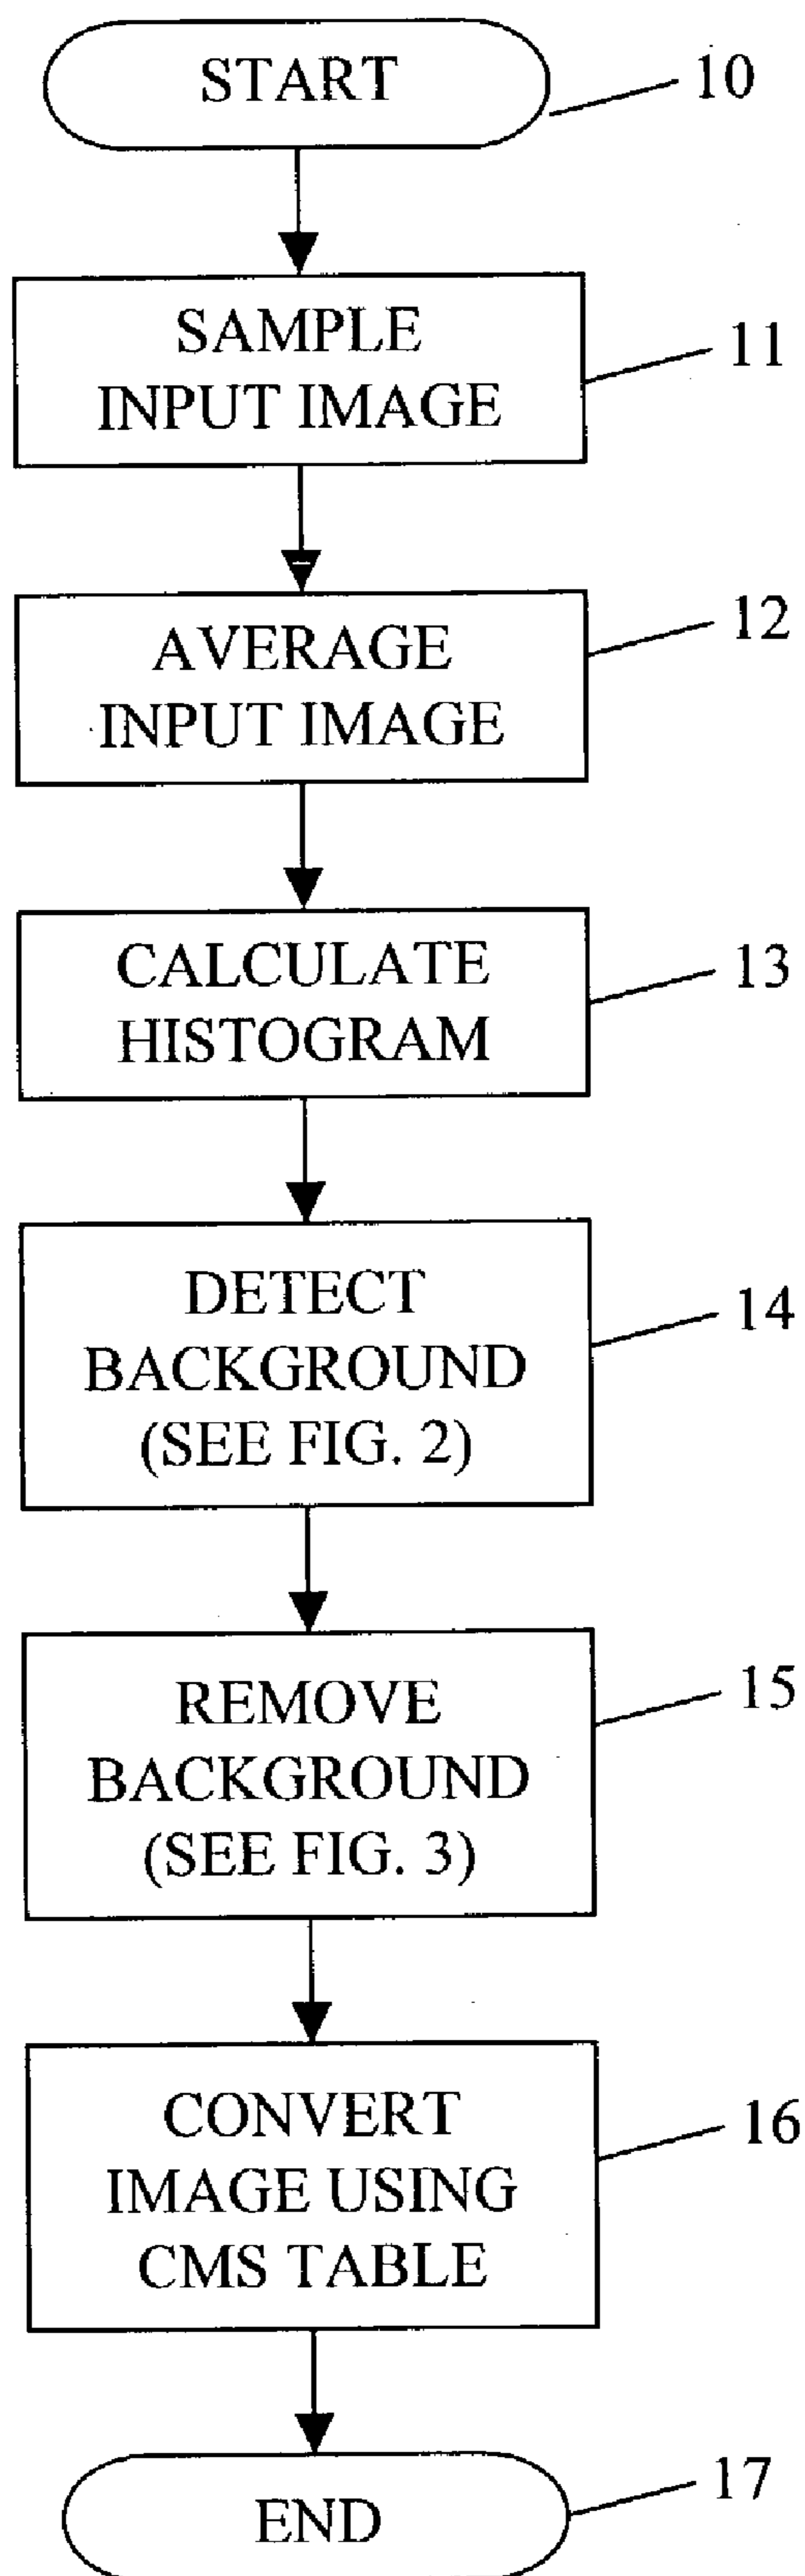 START
10
SAMPLE
INPUT IMAGE
11
AVERAGE
INPUT IMAGE
12
CALCULATE
HISTOGRAM
13
DETECT
BACKGROUND
(SEE FIG. 2)
14
REMOVE
BACKGROUND
(SEE FIG. 3)
15
CONVERT
IMAGE USING
CMS TABLE
16
END
17